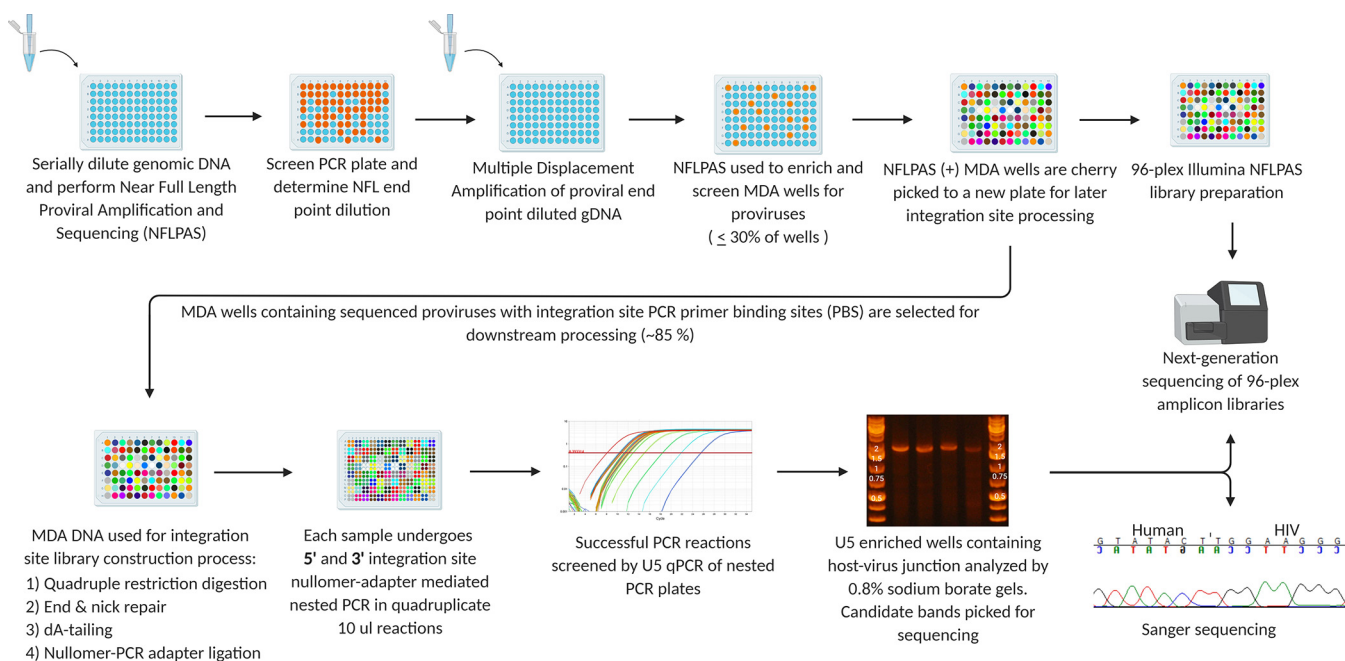 Serially dilute genomic DNA
and perform Near Full Length
Proviral Amplification and
Sequencing (NFLPAS)
Screen PCR plate and
determine NFL end
point dilution
Multiple Displacement
Amplification of proviral end
point diluted gDNA
NFLPAS used to enrich and
screen MDA wells for
proviruses
( ≤ 30% of wells )
NFLPAS (+) MDA wells are cherry
picked to a new plate for later
integration site processing
96-plex Illumina NFLPAS
library preparation
MDA wells containing sequenced proviruses with integration site PCR primer binding sites (PBS) are selected for
downstream processing (~85 %)
Next-generation
sequencing of 96-plex
amplicon libraries
MDA DNA used for integration
site library construction process:
1) Quadruple restriction digestion
2) End & nick repair
3) dA-tailing
4) Nullomer-PCR adapter ligation
Each sample undergoes
5' and 3' integration site
nullomer-adapter mediated
nested PCR in quadruplicate
10 ul reactions
Cycle
Successful PCR reactions
screened by U5 qPCR of nested
PCR plates
2
1.5
1
0.75
0.5
2
1.5
1
0.75
0.5
U5 enriched wells containing
host-virus junction analyzed by
0.8% sodium borate gels.
Candidate bands picked for
sequencing
Human HIV
G T A T A C T T G G A A G G G
Sanger sequencing